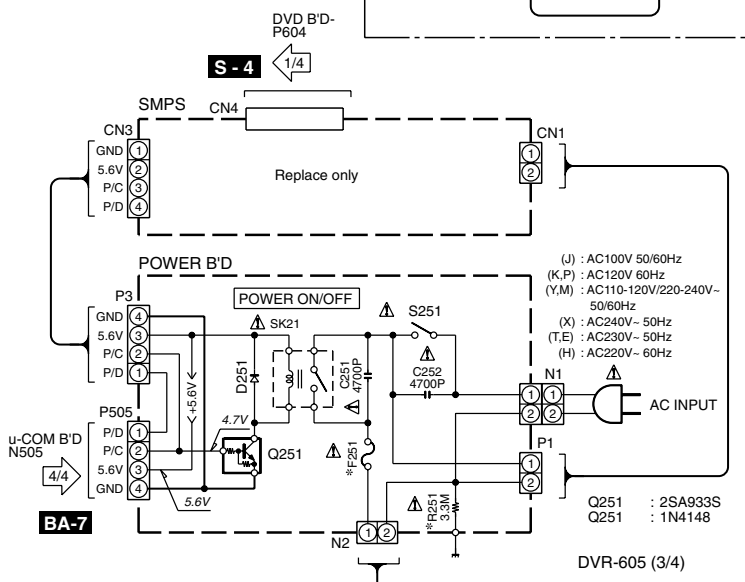 DVD B'D-
P604
S - 4
1/4
SMPS
CN4
CN3
CN1
GND 1
5.6V 2
P/C 3
P/D 4
1
2
Replace only
POWER B'D
(J) : AC100V 50/60Hz
(K,P) : AC120V 60Hz
(Y,M) : AC110-120V/220-240V~
50/60Hz
(X) : AC240V~ 50Hz
(T,E) : AC230V~ 50Hz
(H) : AC220V~ 60Hz
P3
GND 4
5.6V 3
P/C 2
P/D 1
POWER ON/OFF
! SK21
! S251
D251
+5.6V
C251
4700P
!
C252
4700P
!
N1
!
1 1
2 2
AC INPUT
P505
u-COM B'D
N505
4/4
P/D 1
P/C 2
5.6V 3
GND 4
4.7V
Q251
5.6V
BA-7
!
*F251
!
*R251
3.3M
P1
1
2
N2
1 2
Q251 : 2SA933S
Q251 : 1N4148
DVR-605 (3/4)